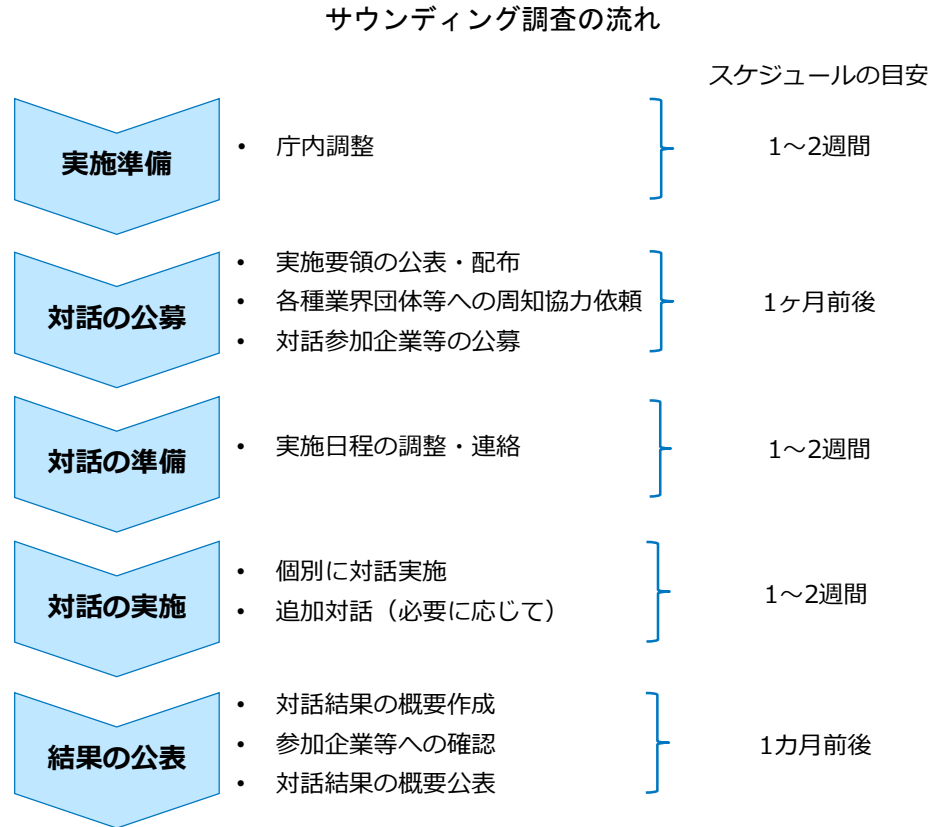 サウンディング調査の流れ
スケジュールの目安
実施準備
• 庁内調整
1～2週間
対話の公募
• 実施要領の公表・配布
• 各種業界団体等への周知協力依頼
• 対話参加企業等の公募
1ヶ月前後
対話の準備
• 実施日程の調整・連絡
1～2週間
対話の実施
• 個別に対話実施
• 追加対話（必要に応じて）
1～2週間
結果の公表
• 対話結果の概要作成
• 参加企業等への確認
• 対話結果の概要公表
1カ月前後